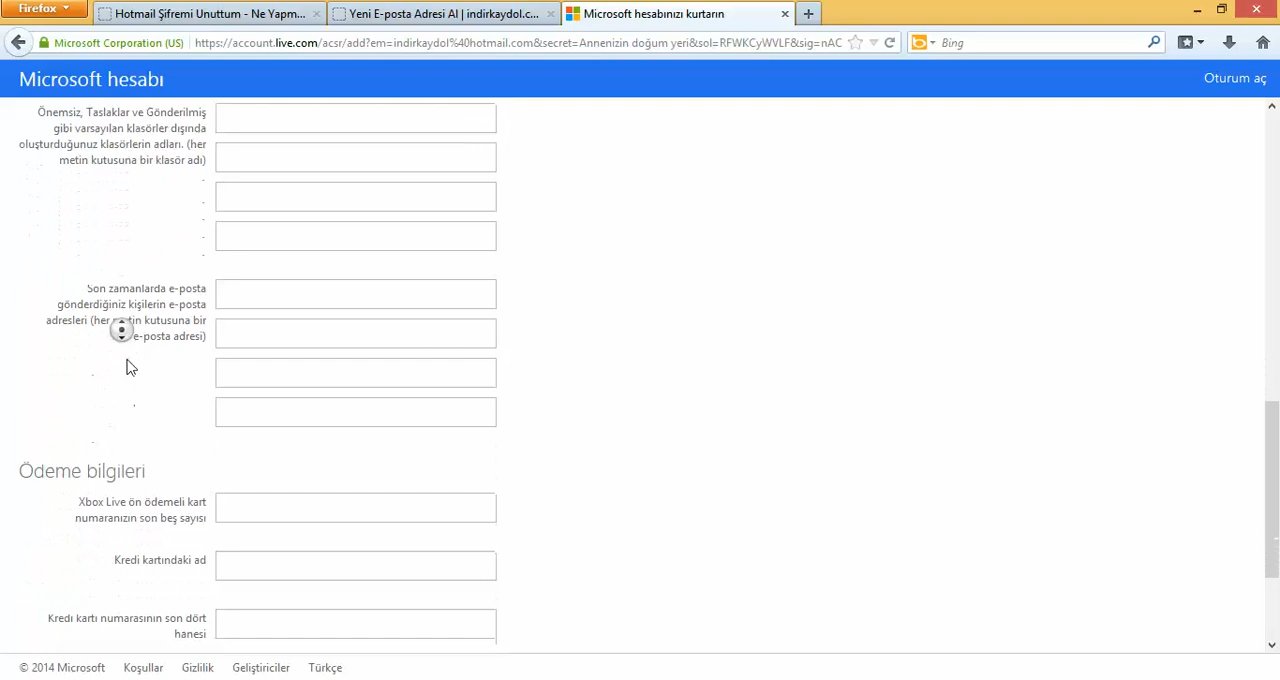 Firefox
Hotmail Şifremi Unuttum - Ne Yapm...
Yeni E-posta Adresi Al | indirkaydol.c...
Microsoft hesabınızı kurtarın
Microsoft Corporation (US)
https://account.live.com/acsr/add?em=indirkaydol%40hotmail.com&secret=Annenizin doğum yeri&sol=RFWKCyWVLF&sig=nAC
Bing
Microsoft hesabı
Oturum aç
Önemsiz, Taslaklar ve Gönderilmiş
gibi varsayılan klasörler dışında
oluşturduğunuz klasörlerin adları. (her
metin kutusuna bir klasör adı)
Son zamanlarda e-posta
gönderdiğiniz kişilerin e-posta
adresleri (her metin kutusuna bir
e-posta adresi)
Ödeme bilgileri
Xbox Live ön ödemeli kart
numaranızın son beş sayısı
Kredi kartındaki ad
Kredi kartı numarasının son dört
hanesi
© 2014 Microsoft
Koşullar
Gizlilik
Geliştiriciler
Türkçe